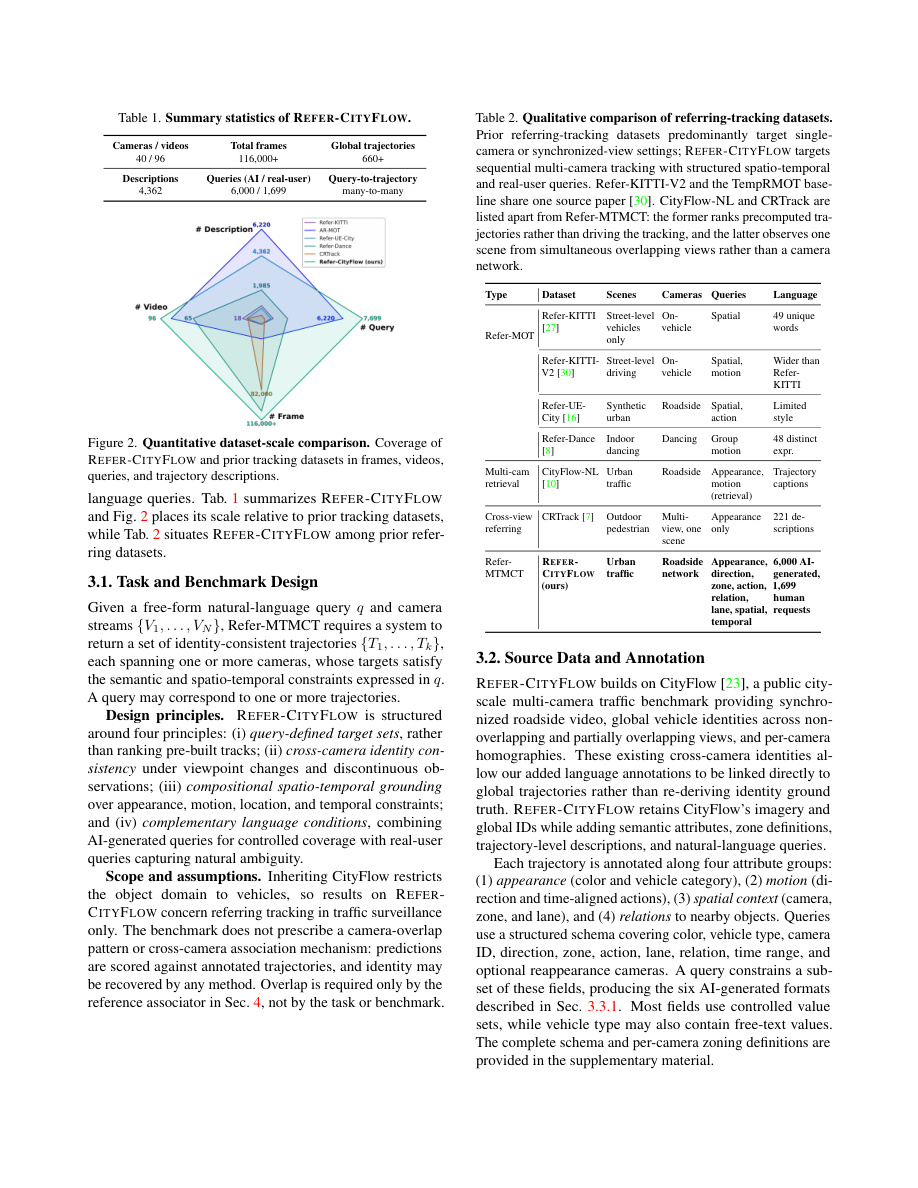 Table 1. Summary statistics of REFER-CITYFLOW.
Cameras / videos Total frames Global trajectories
40 / 96 116,000+ 660+
Descriptions Queries (AI / real-user) Query-to-trajectory
4,362 6,000 / 1,699 many-to-many
# Description
6,220
4,362
1,985
# Video
96
65
18
6,220
7,699
# Query
82,000
# Frame
116,000+
Refer-KITTI
AR-MOT
Refer-UE-City
Refer-Dance
CRTrack
Refer-CityFlow (ours)
Figure 2. Quantitative dataset-scale comparison. Coverage of
REFER-CITYFLOW and prior tracking datasets in frames, videos,
queries, and trajectory descriptions.
language queries. Tab. 1 summarizes REFER-CITYFLOW
and Fig. 2 places its scale relative to prior tracking datasets,
while Tab. 2 situates REFER-CITYFLOW among prior refer-
ring datasets.
3.1. Task and Benchmark Design
Given a free-form natural-language query q and camera
streams {V1, . . . , VN}, Refer-MTMCT requires a system to
return a set of identity-consistent trajectories {T1, . . . , Tk},
each spanning one or more cameras, whose targets satisfy
the semantic and spatio-temporal constraints expressed in q.
A query may correspond to one or more trajectories.
Design principles. REFER-CITYFLOW is structured
around four principles: (i) query-defined target sets, rather
than ranking pre-built tracks; (ii) cross-camera identity con-
sistency under viewpoint changes and discontinuous ob-
servations; (iii) compositional spatio-temporal grounding
over appearance, motion, location, and temporal constraints;
and (iv) complementary language conditions, combining
AI-generated queries for controlled coverage with real-user
queries capturing natural ambiguity.
Scope and assumptions. Inheriting CityFlow restricts
the object domain to vehicles, so results on REFER-
CITYFLOW concern referring tracking in traffic surveillance
only. The benchmark does not prescribe a camera-overlap
pattern or cross-camera association mechanism: predictions
are scored against annotated trajectories, and identity may
be recovered by any method. Overlap is required only by the
reference associator in Sec. 4, not by the task or benchmark.
Table 2. Qualitative comparison of referring-tracking datasets.
Prior referring-tracking datasets predominantly target single-
camera or synchronized-view settings; REFER-CITYFLOW targets
sequential multi-camera tracking with structured spatio-temporal
and real-user queries. Refer-KITTI-V2 and the TempRMOT base-
line share one source paper [30]. CityFlow-NL and CRTrack are
listed apart from Refer-MTMCT: the former ranks precomputed tra-
jectories rather than driving the tracking, and the latter observes one
scene from simultaneous overlapping views rather than a camera
network.
Type Dataset Scenes Cameras Queries Language
Refer-MOT
Refer-KITTI Street-level On- Spatial 49 unique
[27] vehicles vehicle words
only
Refer-KITTI- Street-level On- Spatial, Wider than
V2 [30] driving vehicle motion Refer-
KITTI
Refer-UE- Synthetic Roadside Spatial, Limited
City [16] urban action style
Refer-Dance Indoor Dancing Group 48 distinct
[8] dancing motion expr.
Multi-cam CityFlow-NL Urban Roadside Appearance, Trajectory
retrieval [10] traffic motion captions
(retrieval)
Cross-view CRTrack [7] Outdoor Multi- Appearance 221 de-
referring pedestrian view, one only scriptions
scene
Refer- REFER- Urban Roadside Appearance, 6,000 AI-
MTMCT CITYFLOW traffic network direction, generated,
(ours) zone, action, 1,699
relation, human
lane, spatial, requests
temporal
3.2. Source Data and Annotation
REFER-CITYFLOW builds on CityFlow [23], a public city-
scale multi-camera traffic benchmark providing synchro-
nized roadside video, global vehicle identities across non-
overlapping and partially overlapping views, and per-camera
homographies. These existing cross-camera identities al-
low our added language annotations to be linked directly to
global trajectories rather than re-deriving identity ground
truth. REFER-CITYFLOW retains CityFlow's imagery and
global IDs while adding semantic attributes, zone definitions,
trajectory-level descriptions, and natural-language queries.
Each trajectory is annotated along four attribute groups:
(1) appearance (color and vehicle category), (2) motion (di-
rection and time-aligned actions), (3) spatial context (camera,
zone, and lane), and (4) relations to nearby objects. Queries
use a structured schema covering color, vehicle type, camera
ID, direction, zone, action, lane, relation, time range, and
optional reappearance cameras. A query constrains a sub-
set of these fields, producing the six AI-generated formats
described in Sec. 3.3.1. Most fields use controlled value
sets, while vehicle type may also contain free-text values.
The complete schema and per-camera zoning definitions are
provided in the supplementary material.